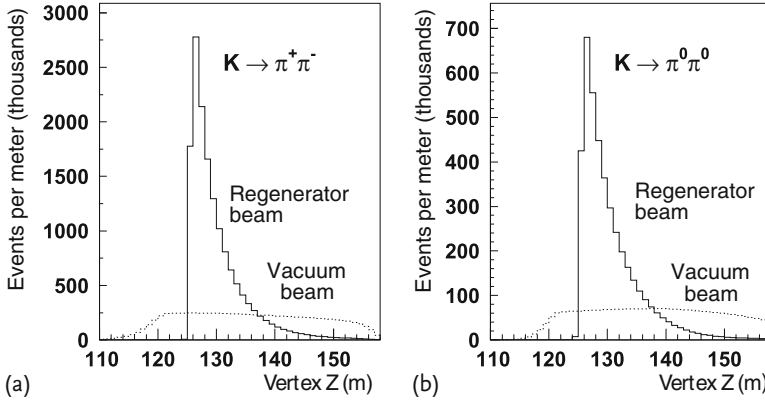 Events per meter (thousands)
3000
2500
2000
1500
1000
500
250
0
K → π⁺π⁻
Regenerator
beam
Vacuum
beam
110 120 130 140 150
Vertex Z (m)
(a)
Events per meter (thousands)
700
600
500
400
300
200
100
50
0
K → π⁰π⁰
Regenerator
beam
Vacuum
beam
110 120 130 140 150
Vertex Z (m)
(b)